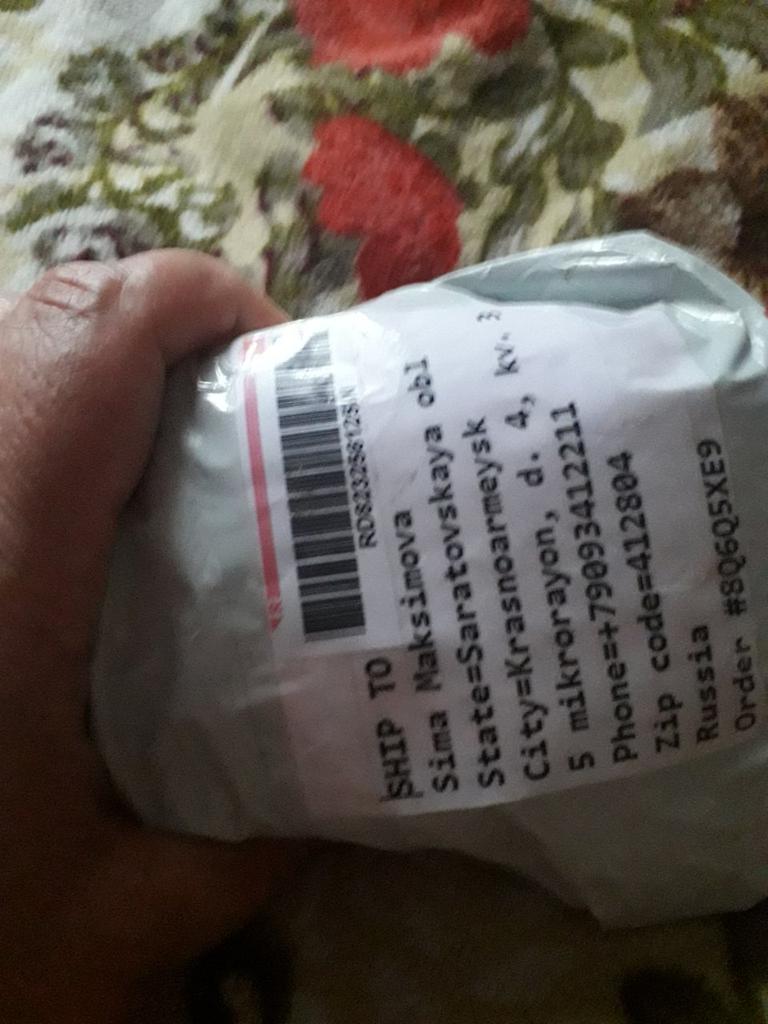 SHIP TO
Sima Maksimova
State=Saratovskaya obl
City=Krasnoarmeysk
5 mikrorayon, d. 4, kv. 3
Phone=+79093412211
Zip code=412804
Russia
Order #8Q6Q5XE9